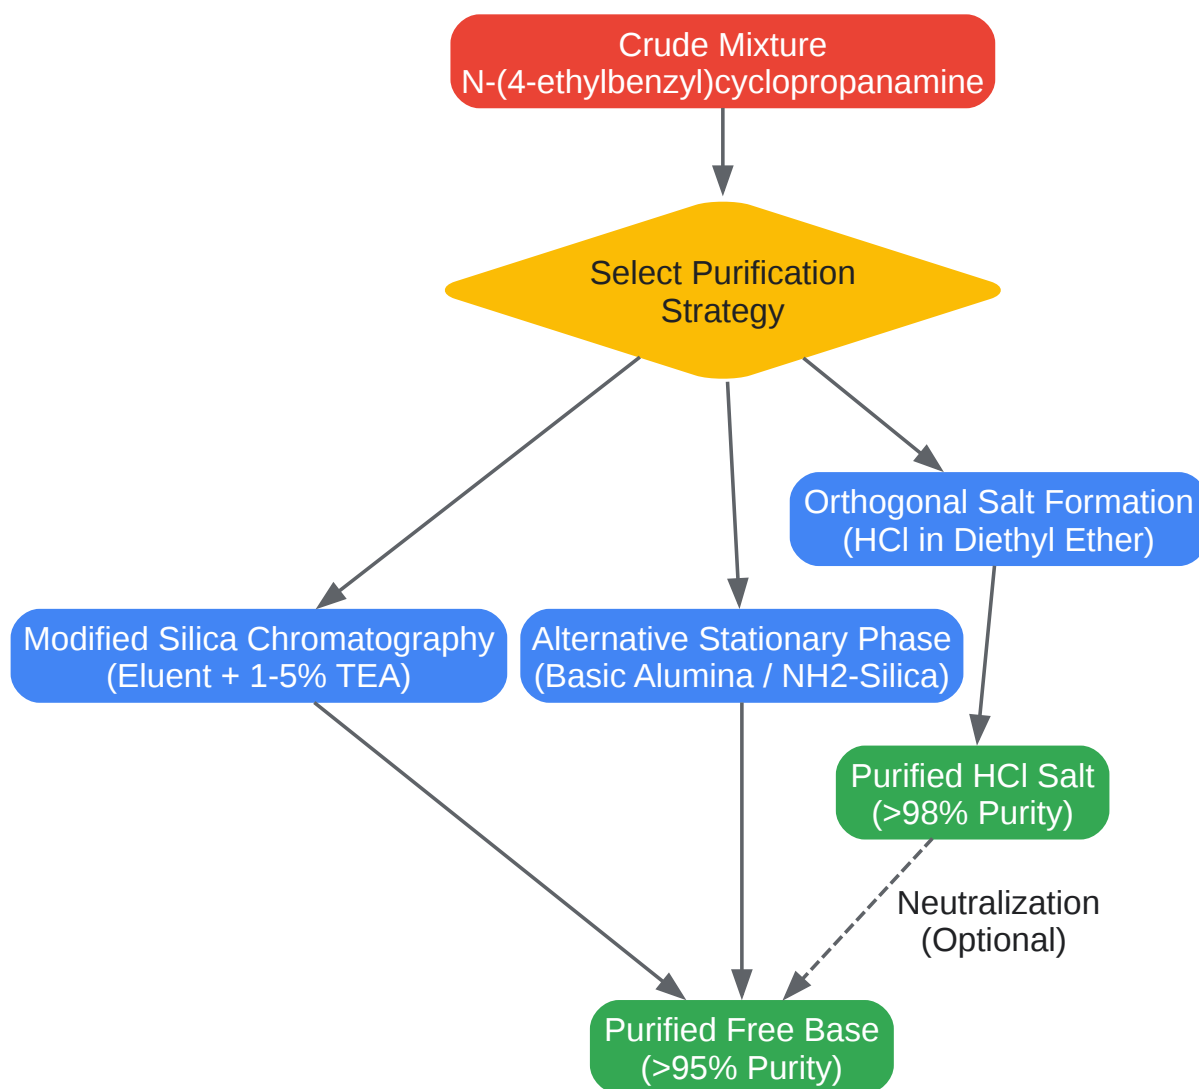 Crude Mixture
N-(4-ethylbenzyl)cyclopropanamine
Select Purification
Strategy
Orthogonal Salt Formation
(HCl in Diethyl Ether)
Modified Silica Chromatography
(Eluent + 1-5% TEA)
Alternative Stationary Phase
(Basic Alumina / NH2-Silica)
Purified HCl Salt
(>98% Purity)
Neutralization
(Optional)
Purified Free Base
(>95% Purity)